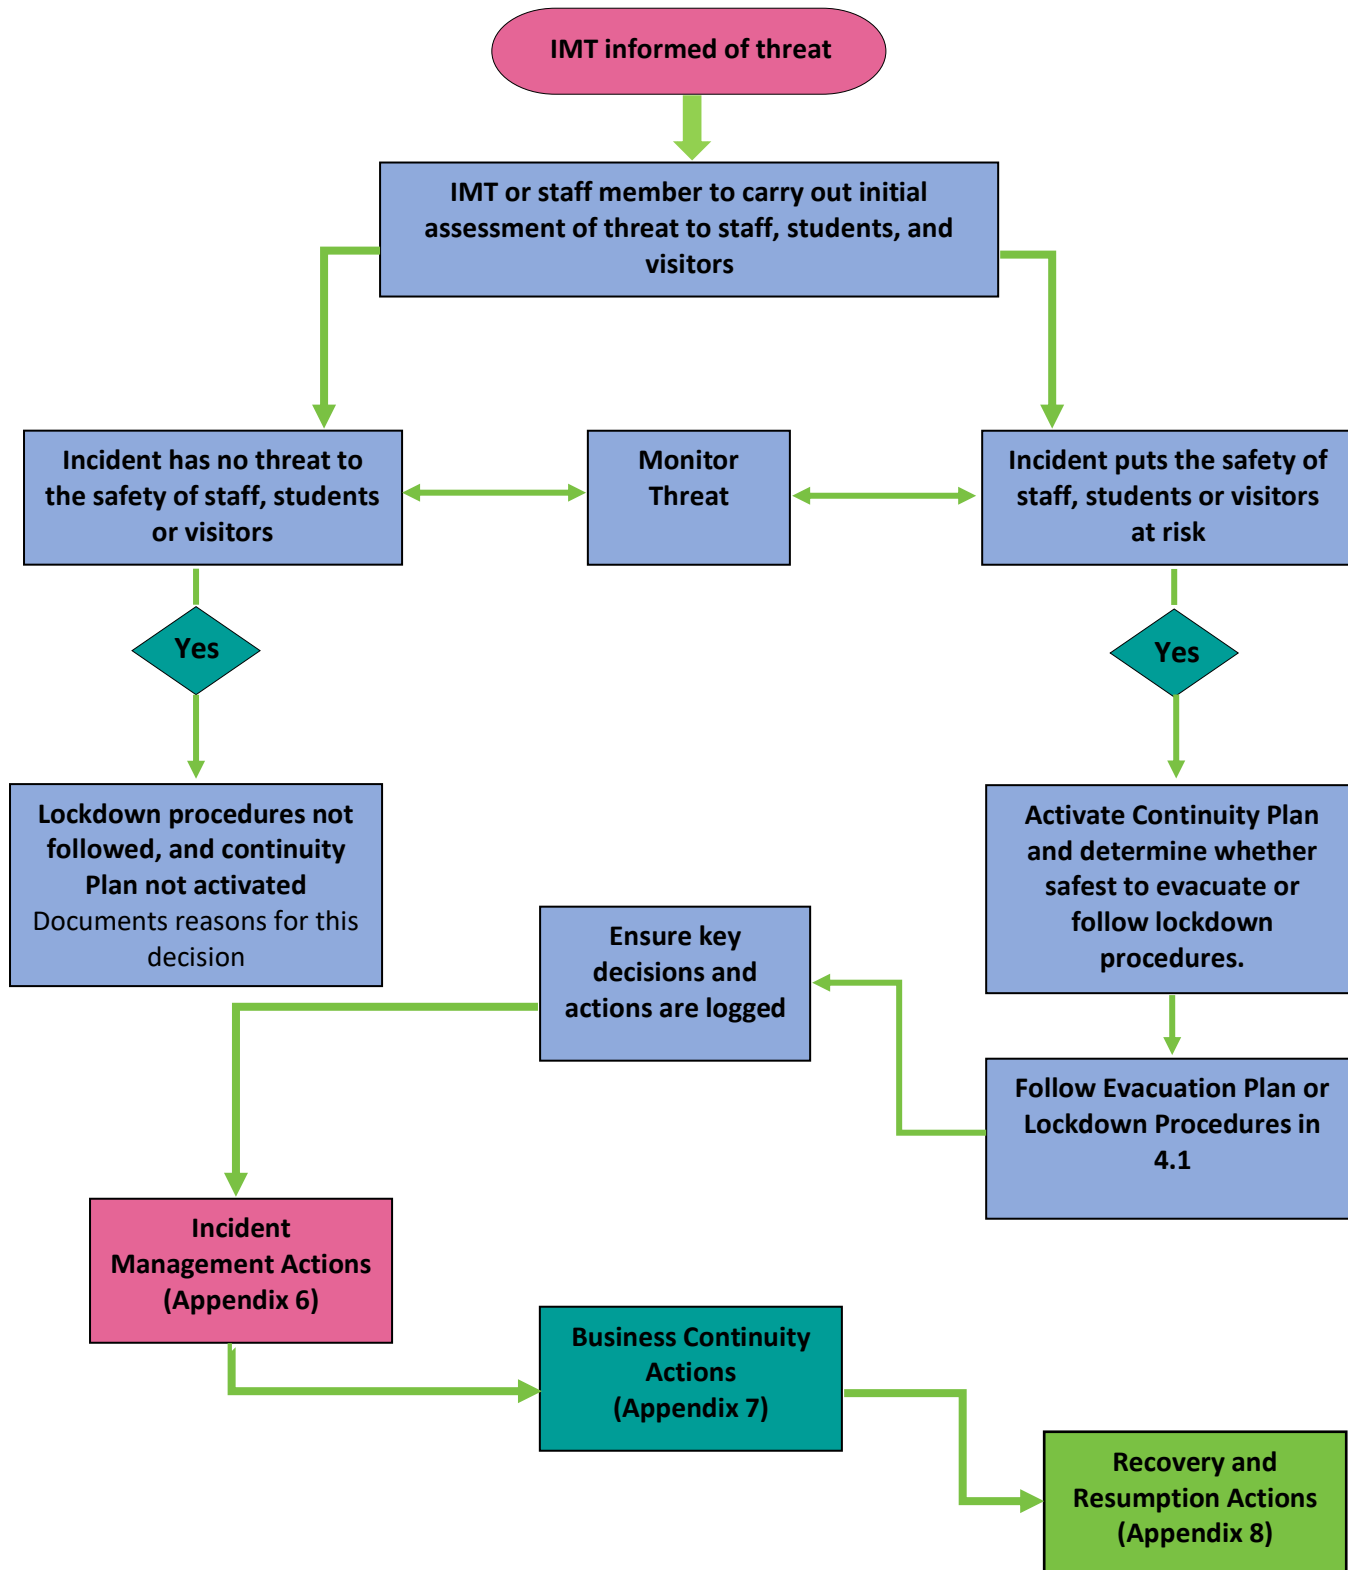 IMT informed of threat
IMT or staff member to carry out initial
assessment of threat to staff, students, and
visitors
Incident has no threat to
the safety of staff, students
or visitors
Monitor
Threat
Incident puts the safety of
staff, students or visitors
at risk
Yes
Yes
Lockdown procedures not
followed, and continuity
Plan not activated
Documents reasons for this
decision
Activate Continuity Plan
and determine whether
safest to evacuate or
follow lockdown
procedures.
Ensure key
decisions and
actions are logged
Follow Evacuation Plan or
Lockdown Procedures in
4.1
Incident
Management Actions
(Appendix 6)
Business Continuity
Actions
(Appendix 7)
Recovery and
Resumption Actions
(Appendix 8)